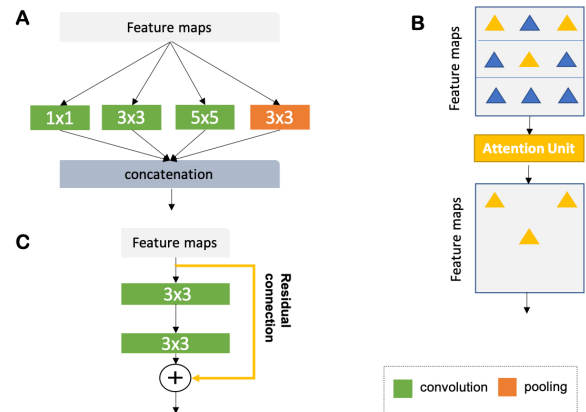 A
Feature maps
1x1
3x3
5x5
3x3
concatenation
B
Feature maps
Attention Unit
Feature maps
C
Feature maps
3x3
3x3
+
Residual
connection
convolution
pooling